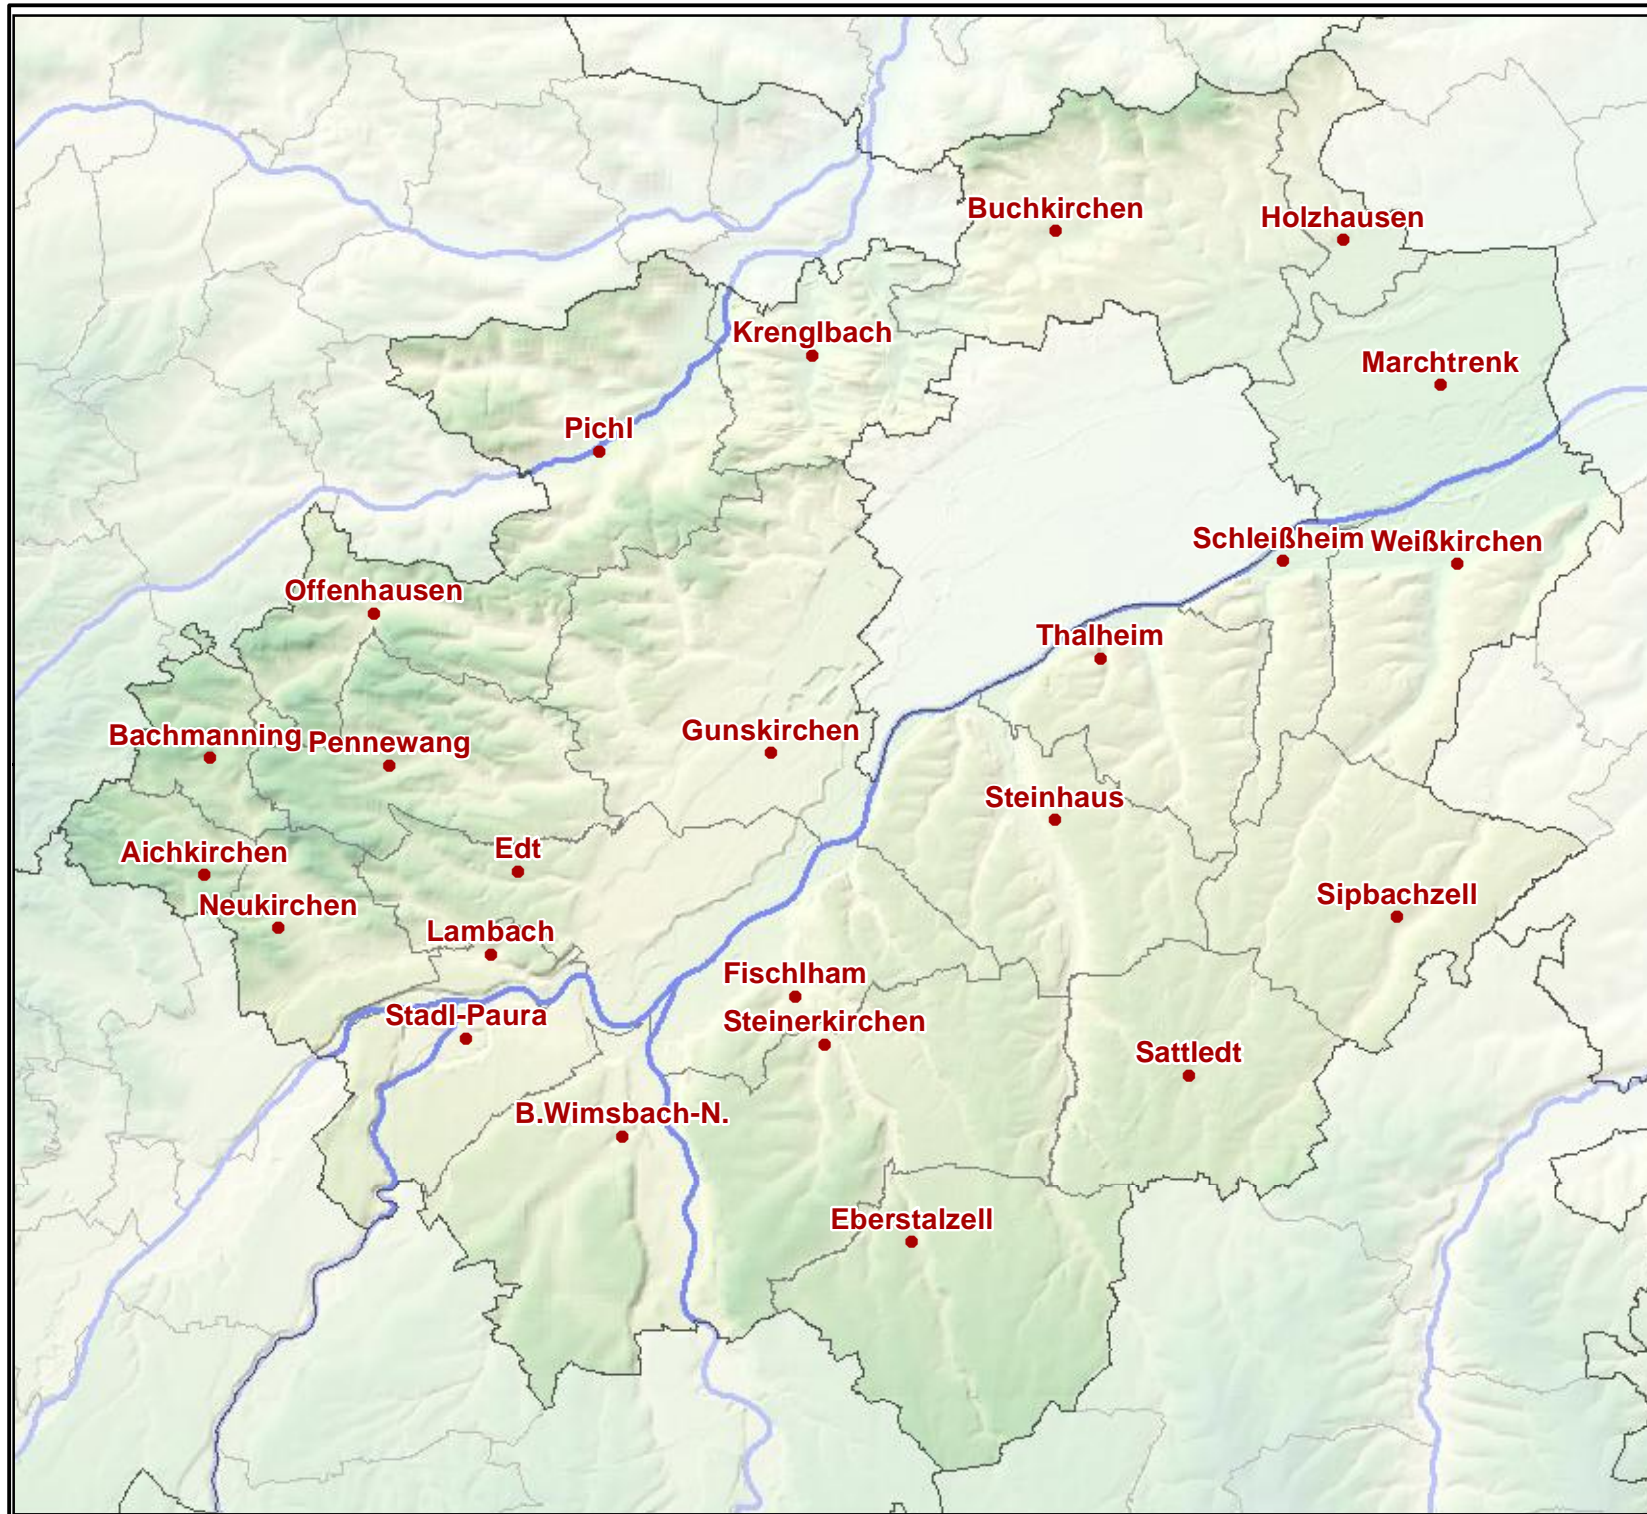 Buchkirchen
Holzhausen
Krenglbach
Marchtrenk
Pichl
Schleißheim
Weißkirchen
Offenhausen
Thalheim
Gunskirchen
Bachmanning
Pennewang
Steinhaus
Edt
Aichkirchen
Sipbachzell
Neukirchen
Lambach
Fischlham
Stadl-Paura
Steinerkirchen
Sattledt
B.Wimsbach-N.
Eberstalzell